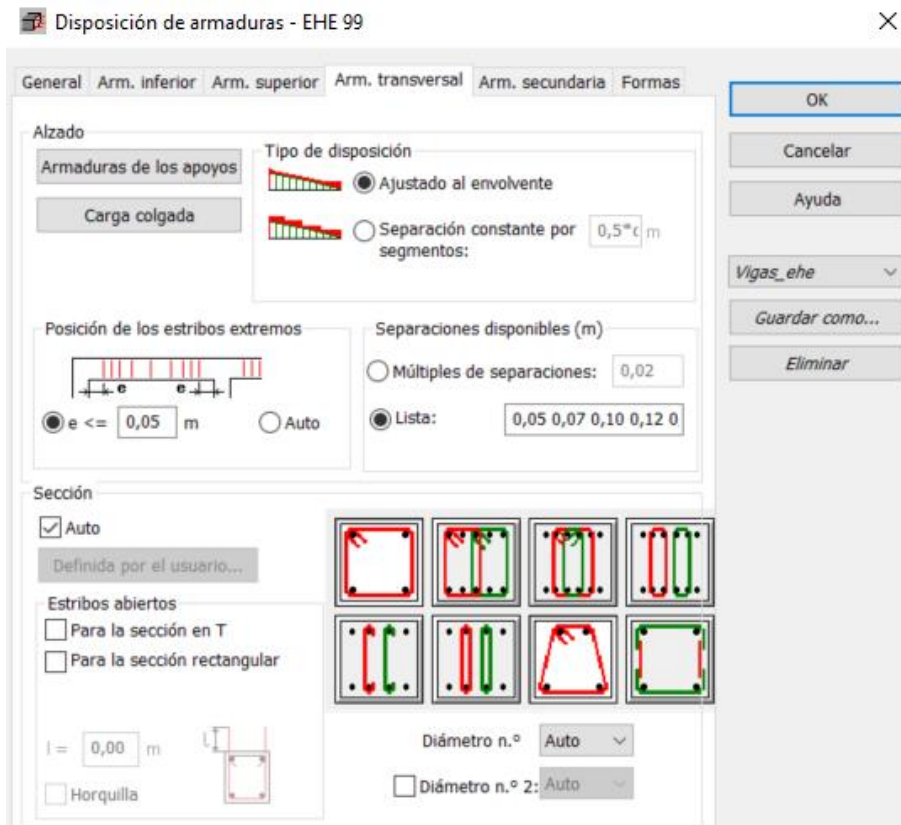 Disposición de armaduras - EHE 99
General Arm. inferior Arm. superior Arm. transversal Arm. secundaria Formas
Alzado
Armaduras de los apoyos
Carga colgada
Tipo de disposición
Ajustado al envolvente
Separación constante por
segmentos:
0,5*c m
Posición de los estribos extremos
e e
e <= 0,05 m Auto
Separaciones disponibles (m)
Múltiples de separaciones: 0,02
Lista: 0,05 0,07 0,10 0,12 0
Sección
Auto
Definida por el usuario...
Estribos abiertos
Para la sección en T
Para la sección rectangular
l = 0,00 m
l
Horquilla
Diámetro n.º Auto
Diámetro n.º 2: Auto
OK
Cancelar
Ayuda
Vigas_ehe
Guardar como...
Eliminar